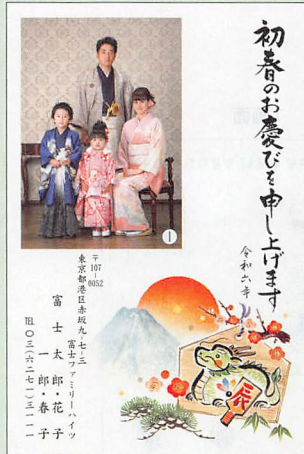 初春のお慶びを申し上げます
令和六年
辰
①
〒107-0052
東京都港区赤坂九-七-三
富士ファミリーハイツ
富士太郎・花子
一郎・春子
TEL〇三(六二七一)三一一一